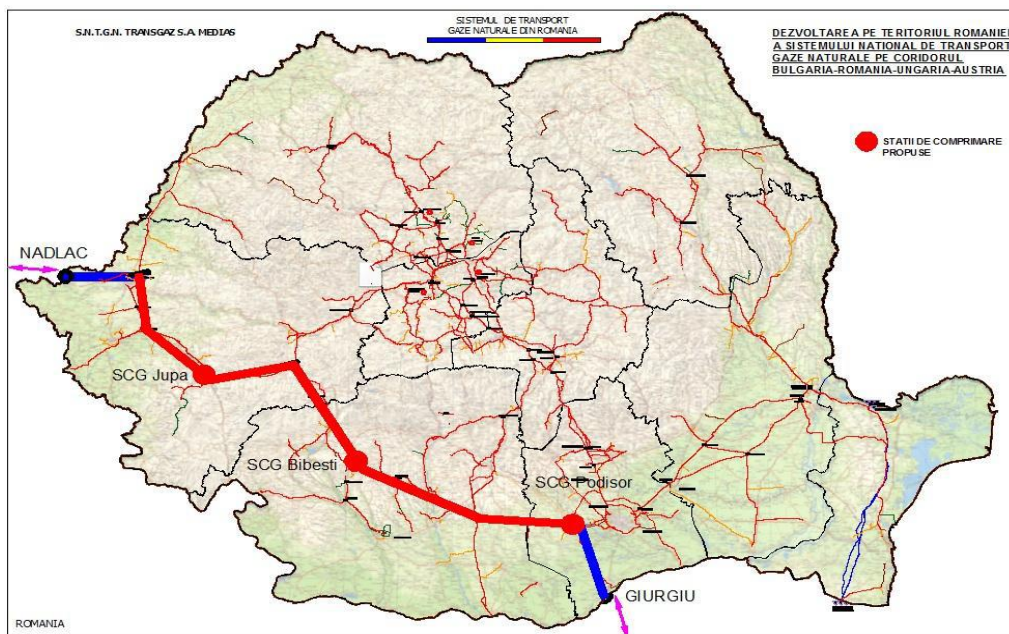 S.N.T.G.N. TRANSGAZ S.A. MEDIAS
SISTEMUL DE TRANSPORT
GAZE NATURALE DIN ROMANIA
DEZVOLTAREA PE TERITORIUL ROMANIEI
A SISTEMULUI NATIONAL DE TRANSPORT
GAZE NATURALE PE CORIDORUL
BULGARIA-ROMANIA-UNGARIA-AUSTRIA
STATII DE COMPRIMARE
PROPUSE
NADLAC
SCG Jupa
SCG Bibesti
SCG Podisor
GIURGIU
ROMANIA